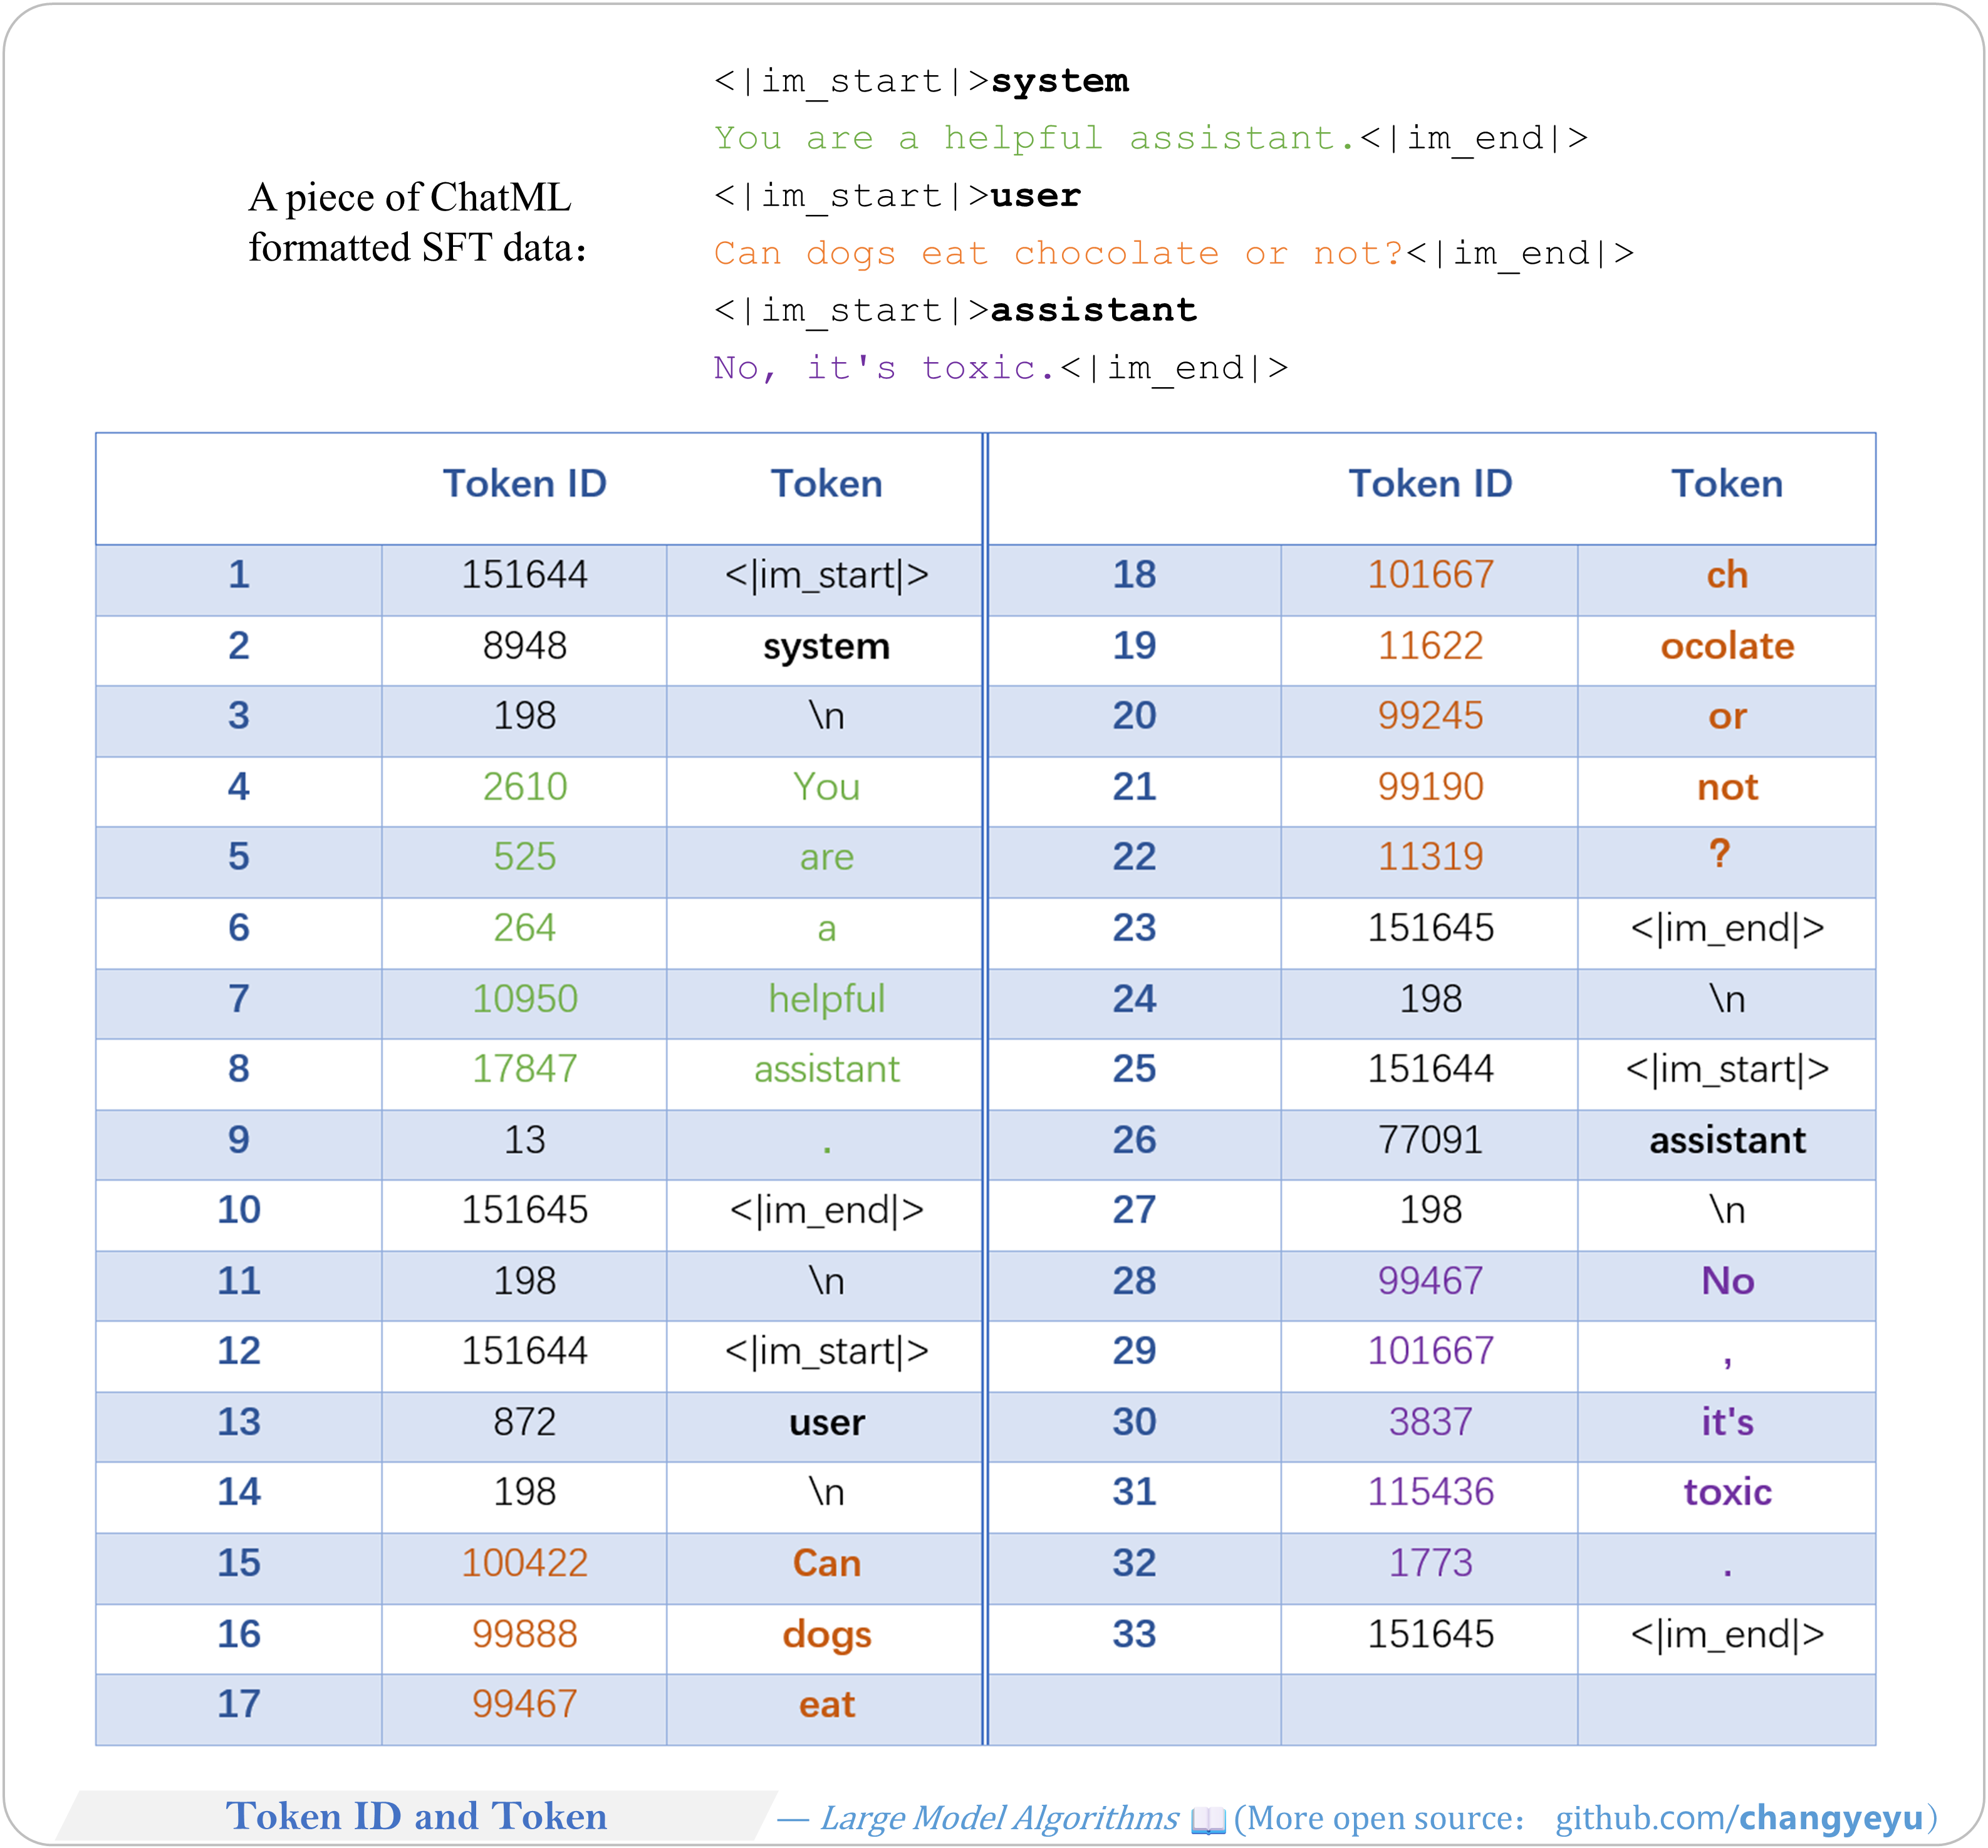 <|im_start|>system
You are a helpful assistant.<|im_end|>
<|im_start|>user
A piece of ChatML
formatted SFT data：
Can dogs eat chocolate or not?<|im_end|>
<|im_start|>assistant
No, it's toxic.<|im_end|>
Token ID Token Token ID Token
1 151644 <|im_start|> 18 101667 ch
2 8948 system 19 11622 ocolate
3 198 \n 20 99245 or
4 2610 You 21 99190 not
5 525 are 22 11319 ?
6 264 a 23 151645 <|im_end|>
7 10950 helpful 24 198 \n
8 17847 assistant 25 151644 <|im_start|>
9 13 . 26 77091 assistant
10 151645 <|im_end|> 27 198 \n
11 198 \n 28 99467 No
12 151644 <|im_start|> 29 101667 ,
13 872 user 30 3837 it's
14 198 \n 31 115436 toxic
15 100422 Can 32 1773 .
16 99888 dogs 33 151645 <|im_end|>
17 99467 eat
Token ID and Token — Large Model Algorithms 📖 (More open source： github.com/changyeyu)